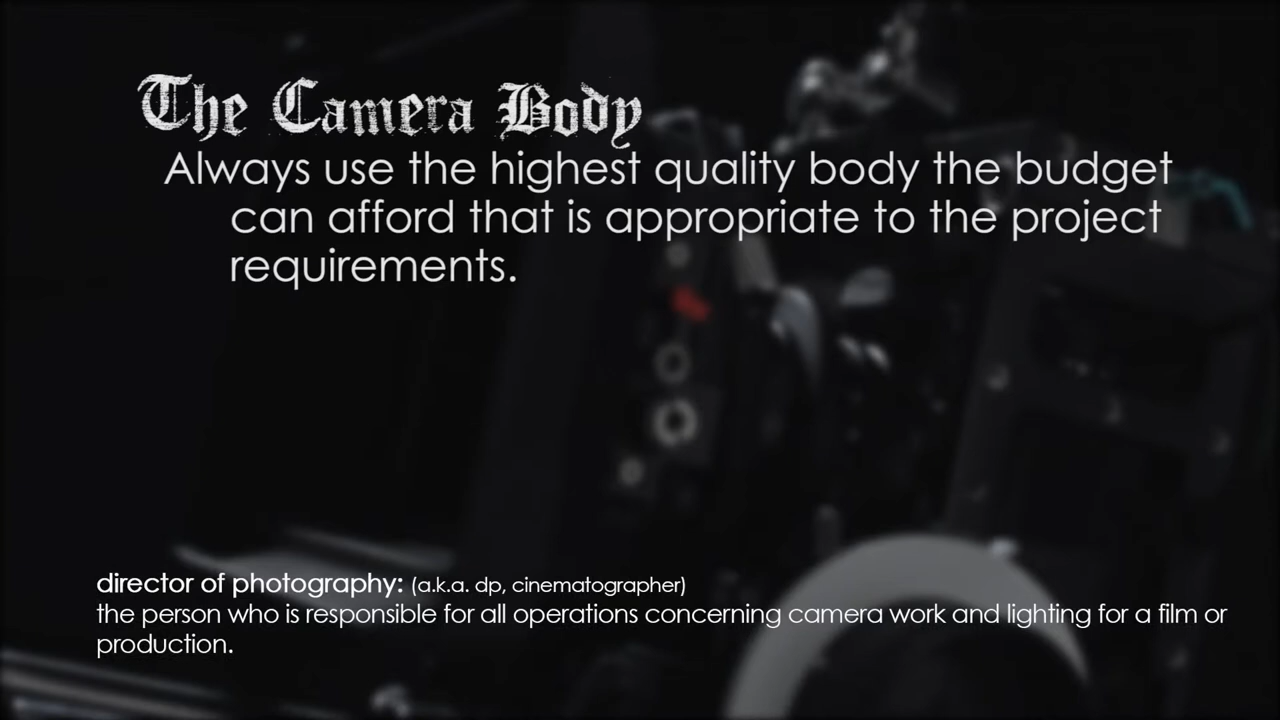 The Camera Body
Always use the highest quality body the budget
can afford that is appropriate to the project
requirements.
director of photography: (a.k.a. dp, cinematographer)
the person who is responsible for all operations concerning camera work and lighting for a film or
production.